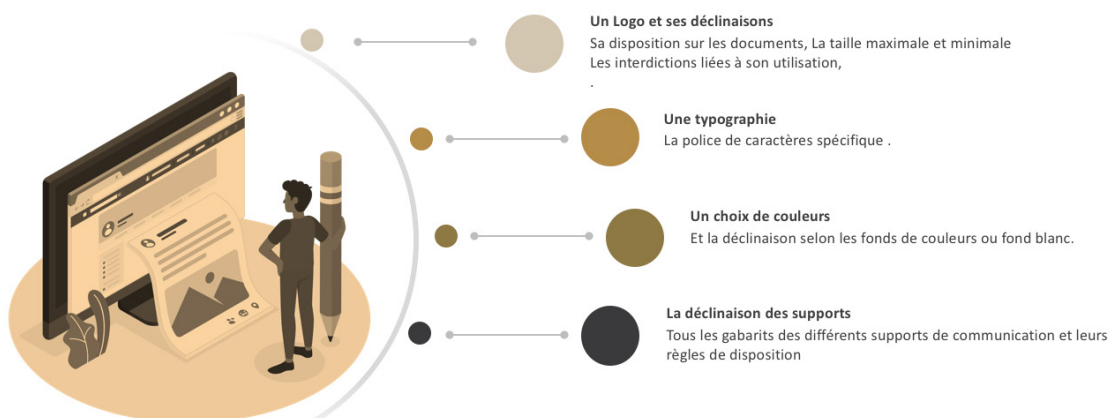 Un Logo et ses déclinaisons
Sa disposition sur les documents, La taille maximale et minimale
Les interdictions liées à son utilisation,
.
Une typographie
La police de caractères spécifique .
Un choix de couleurs
Et la déclinaison selon les fonds de couleurs ou fond blanc.
La déclinaison des supports
Tous les gabarits des différents supports de communication et leurs
règles de disposition